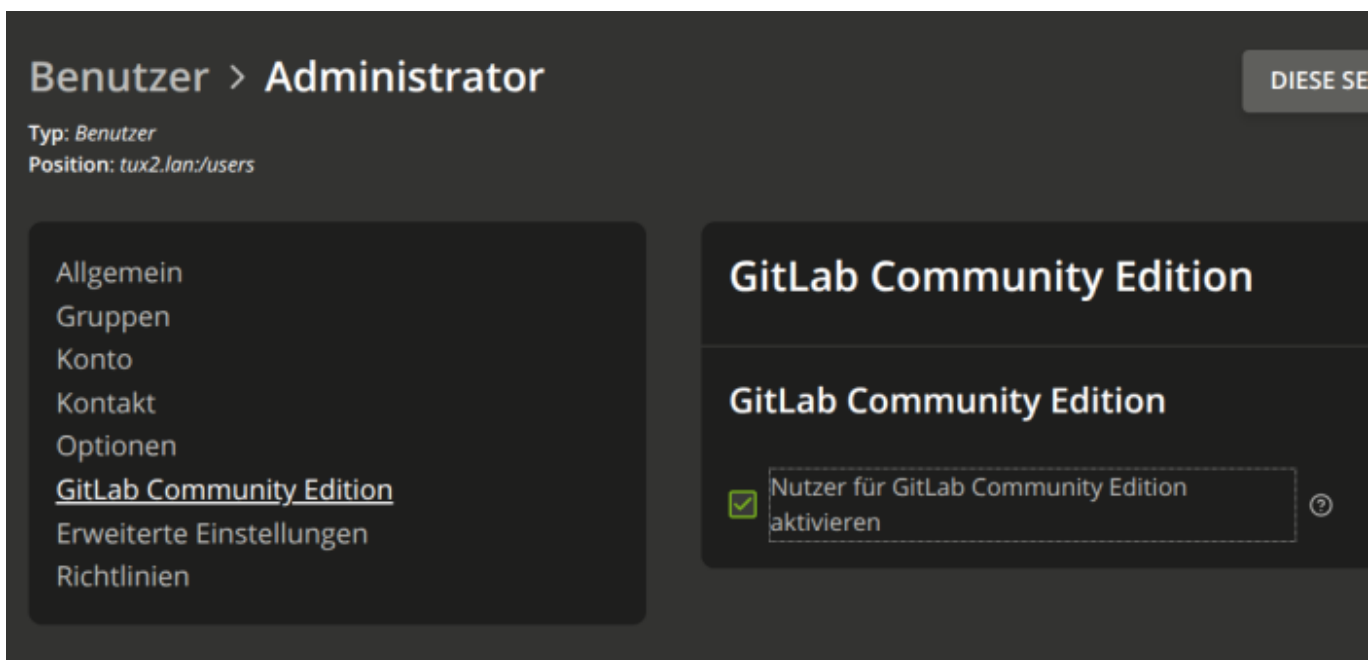 Benutzer > Administrator
DIESE SE
Typ: Benutzer
Position: tux2.lan:/users
Allgemein
Gruppen
Konto
Kontakt
Optionen
GitLab Community Edition
Erweiterte Einstellungen
Richtlinien
GitLab Community Edition
GitLab Community Edition
Nutzer für GitLab Community Edition
aktivieren